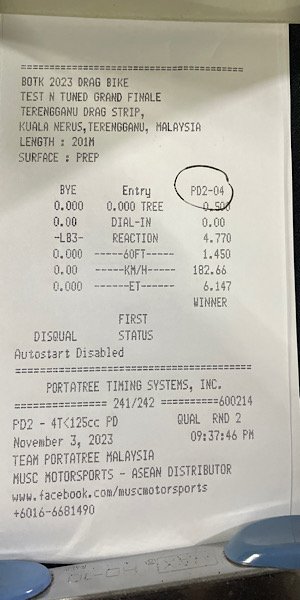 ================================================
BOTK 2023 DRAG BIKE
TEST N TUNED GRAND FINALE
TERENGGANU DRAG STRIP,
KUALA NERUS,TERENGGANU, MALAYSIA
LENGTH : 201M
SURFACE : PREP
BYE Entry PD2-04
0.000 0.000 TREE 0.500
0.00 DIAL-IN 0.00
-LB3- REACTION 4.770
0.000 -----60FT----- 1.450
0.00 -----KM/H----- 182.66
0.000 ------ET------ 6.147
WINNER
FIRST
DISQUAL STATUS
Autostart Disabled
================================================
PORTATREE TIMING SYSTEMS, INC.
=============== 241/242 ==========600214
PD2 - 4T<125cc PD QUAL RND 2
November 3, 2023 09:37:46 PM
TEAM PORTATREE MALAYSIA
MUSC MOTORSPORTS - ASEAN DISTRIBUTOR
www.facebook.com/muscmotorsports
+6016-6681490